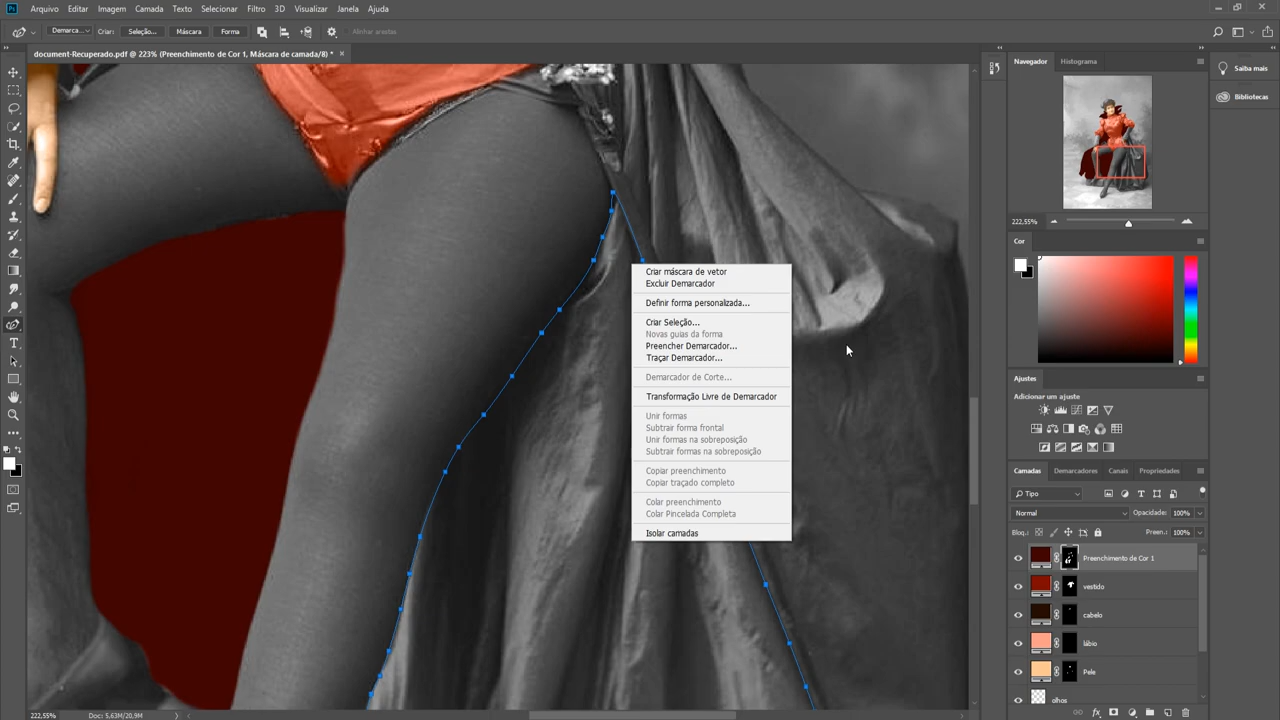 Ps
Arquivo Editar Imagem Camada Texto Selecionar Filtro 3D Visualizar Janela Ajuda
Demarca... Criar: Seleção... Máscara Forma Alinhar arestas
document-Recuperado.pdf @ 223% (Preenchimento de Cor 1, Máscara de camada/8) *
Navegador Histograma
Saiba mais
Bibliotecas
222,55%
Cor
Criar máscara de vetor
Excluir Demarcador
Definir forma personalizada...
Criar Seleção...
Novas guias da forma
Preencher Demarcador...
Traçar Demarcador...
Demarcador de Corte...
Transformação Livre de Demarcador
Unir formas
Subtrair forma frontal
Unir formas na sobreposição
Subtrair formas na sobreposição
Copiar preenchimento
Copiar traçado completo
Colar preenchimento
Colar Pincelada Completa
Isolar camadas
Ajustes
Adicionar um ajuste
Camadas Demarcadores Canais Propriedades
Tipo
Normal Opacidade: 100%
Bloq.: Preen.: 100%
Preenchimento de Cor 1
vestido
cabelo
lábio
Pele
olhos
fx
222,55% Doc: 5,63M/20,9M